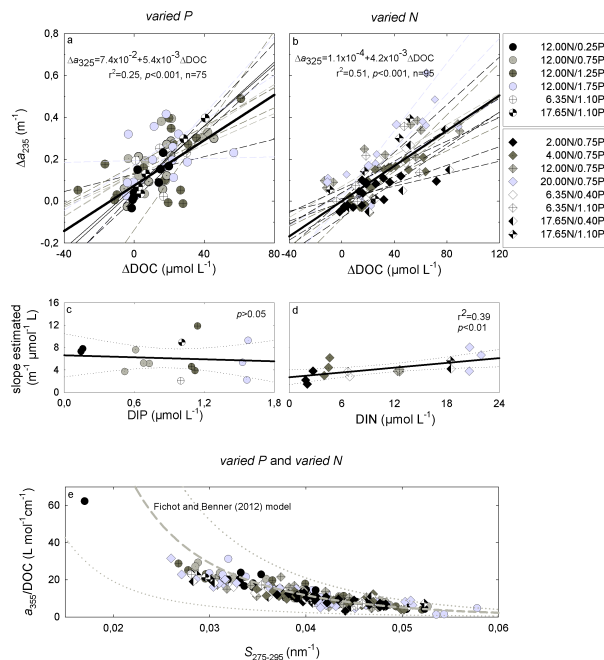 varied P
varied N
a
Δa325=7.4x10-2+5.4x10-3ΔDOC
r2=0.25, p<0.001, n=75
b
Δa325=1.1x10-4+4.2x10-3ΔDOC
r2=0.51, p<0.001, n=95
0,8
0,6
0,4
0,2
0,0
-0,2
Δa235 (m-1)
-40 0 40 80
ΔDOC (µmol L-1)
-40 0 40 80 120
ΔDOC (µmol L-1)
12.00N/0.25P
12.00N/0.75P
12.00N/1.25P
12.00N/1.75P
6.35N/1.10P
17.65N/1.10P
2.00N/0.75P
4.00N/0.75P
12.00N/0.75P
20.00N/0.75P
6.35N/0.40P
6.35N/1.10P
17.65N/0.40P
17.65N/1.10P
c
p>0.05
d
r2=0.39
p<0.01
16
14
12
10
8
6
4
2
0
slope estimated
(m-1 µmol-1 L)
0,0 0,6 1,2 1,8
DIP (µmol L-1)
0 6 12 18 24
DIN (µmol L-1)
varied P and varied N
e
Fichot and Benner (2012) model
60
40
20
0
a355/DOC (L mol-1cm-1)
0,02 0,03 0,04 0,05 0,06
S275-295 (nm-1)